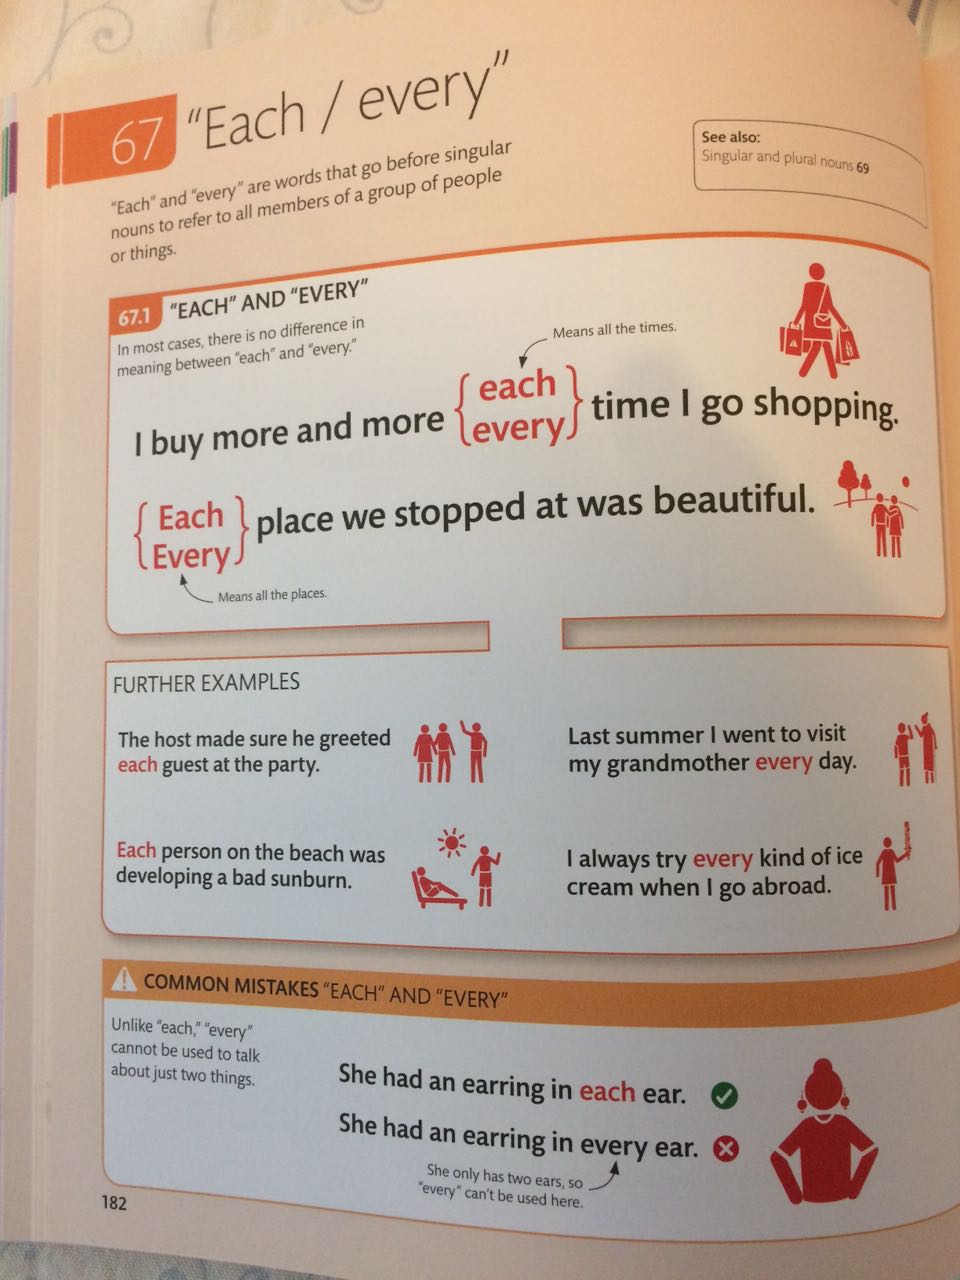 67 “Each / every”
“Each” and “every” are words that go before singular
nouns to refer to all members of a group of people
or things.
See also:
Singular and plural nouns 69
67.1 “EACH” AND “EVERY”
In most cases, there is no difference in
meaning between “each” and “every.”
Means all the times.
I buy more and more { each / every } time I go shopping.
{ Each / Every } place we stopped at was beautiful.
Means all the places.
FURTHER EXAMPLES
The host made sure he greeted
each guest at the party.
Last summer I went to visit
my grandmother every day.
Each person on the beach was
developing a bad sunburn.
I always try every kind of ice
cream when I go abroad.
COMMON MISTAKES “EACH” AND “EVERY”
Unlike “each,” “every”
cannot be used to talk
about just two things.
She had an earring in each ear.
She had an earring in every ear.
She only has two ears, so
“every” can’t be used here.
182